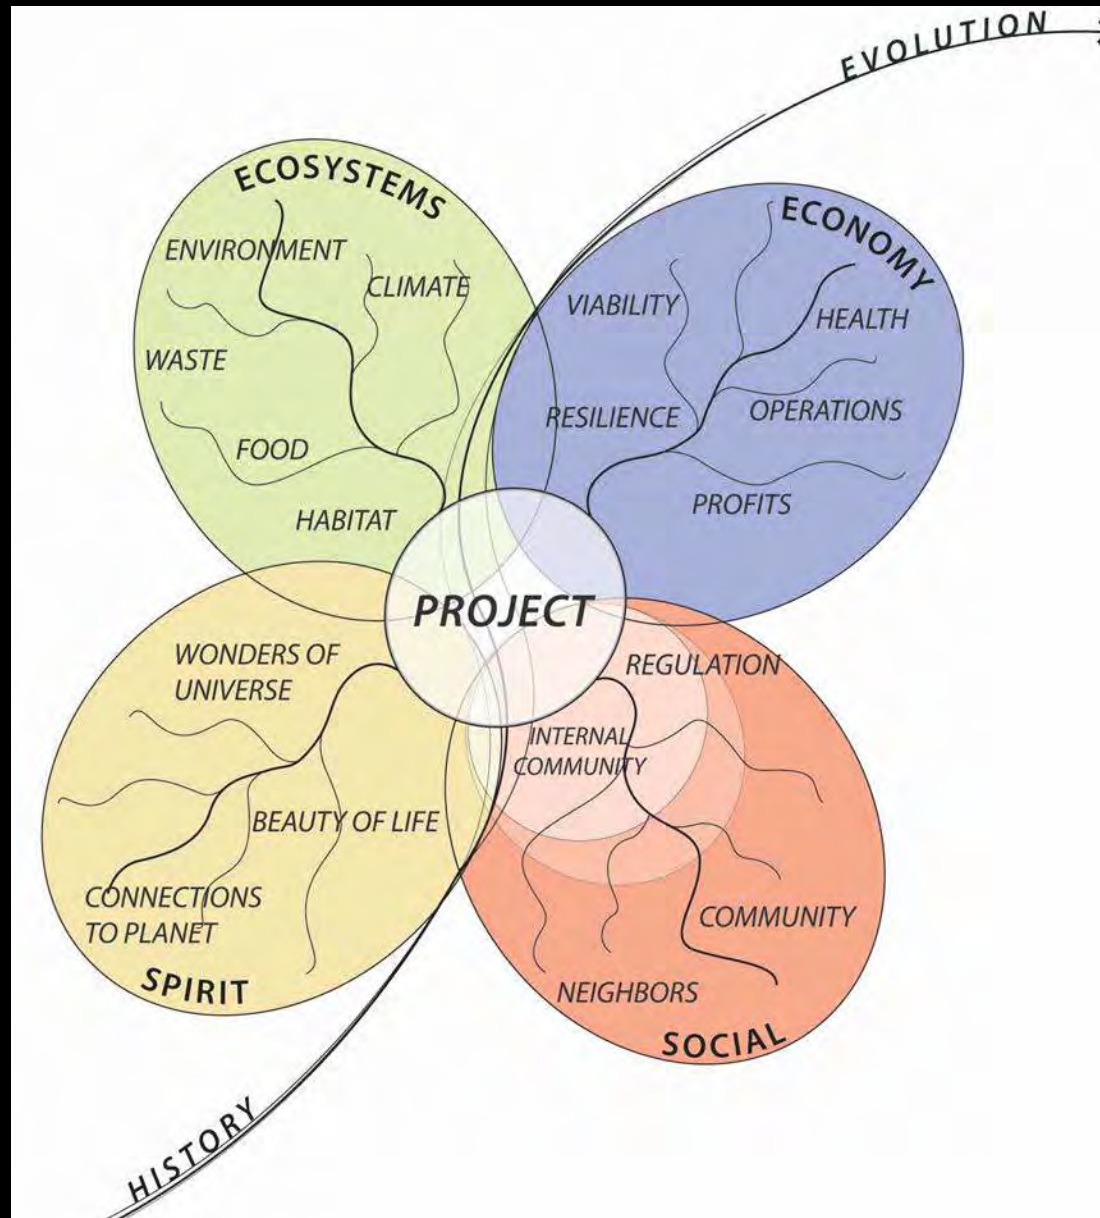 EVOLUTION
ECOSYSTEMS
ENVIRONMENT
CLIMATE
WASTE
FOOD
HABITAT
ECONOMY
VIABILITY
HEALTH
RESILIENCE
OPERATIONS
PROFITS
PROJECT
WONDERS OF
UNIVERSE
BEAUTY OF LIFE
CONNECTIONS
TO PLANET
SPIRIT
REGULATION
INTERNAL
COMMUNITY
COMMUNITY
NEIGHBORS
SOCIAL
HISTORY